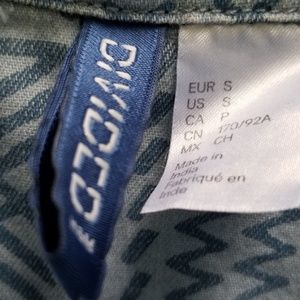 DIVIDED
EUR S
US S
CA P
CN 170/92A
MX CH
Made in
India
Fabriqué en
Inde